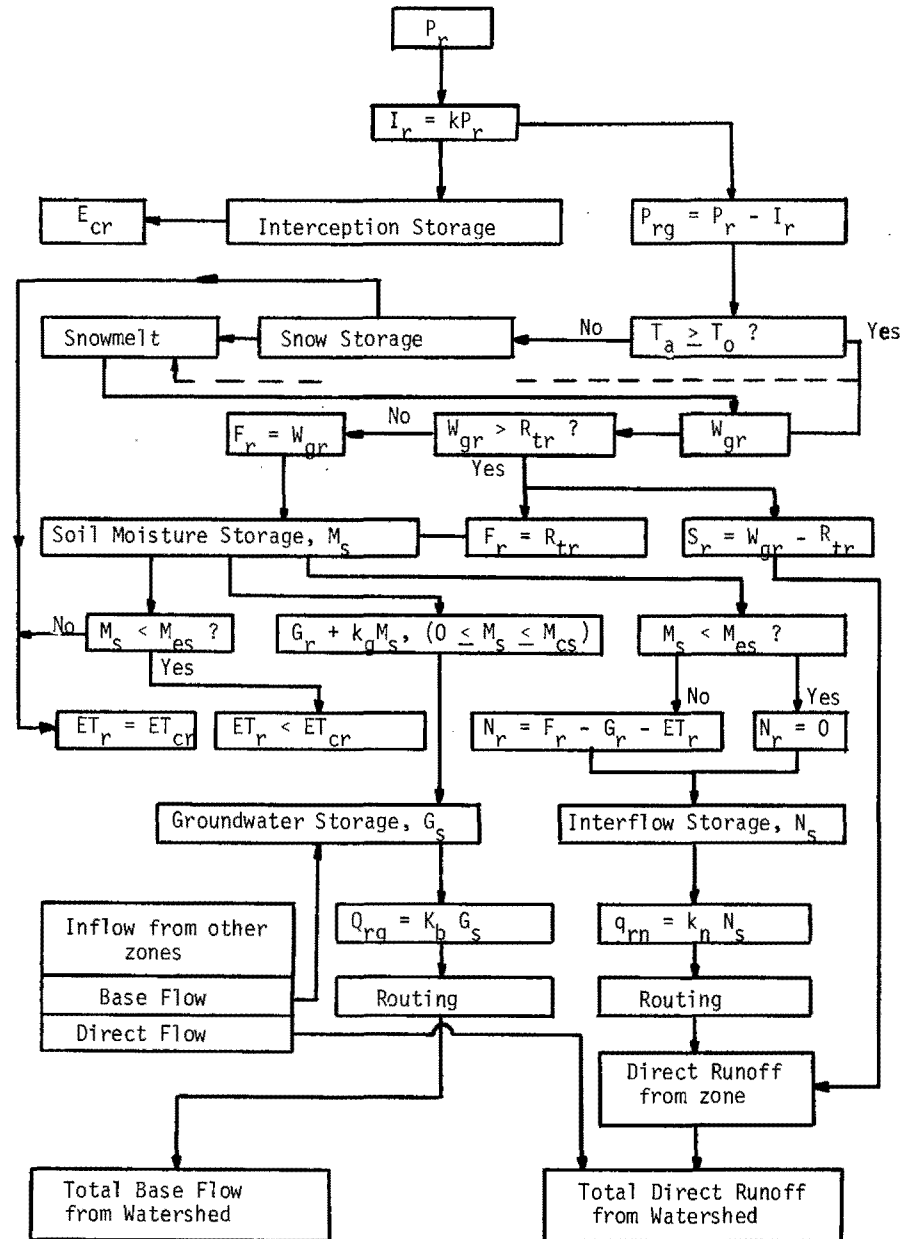 P_r
I_r = kP_r
E_cr
Interception Storage
P_rg = P_r - I_r
Snowmelt
Snow Storage
No
T_a ≥ T_o ?
Yes
F_r = W_gr
No
W_gr > R_tr ?
W_gr
Yes
Soil Moisture Storage, M_s
F_r = R_tr
S_r = W_gr - R_tr
No
M_s < M_es ?
G_r + k_gM_s, (0 ≤ M_s ≤ M_cs)
M_s < M_es ?
Yes
No
Yes
ET_r = ET_cr
ET_r < ET_cr
N_r = F_r - G_r - ET_r
N_r = 0
Groundwater Storage, G_s
Interflow Storage, N_s
Inflow from other
zones
Q_rg = K_b G_s
q_rn = k_n N_s
Base Flow
Routing
Routing
Direct Flow
Direct Runoff
from zone
Total Base Flow
from Watershed
Total Direct Runoff
from Watershed